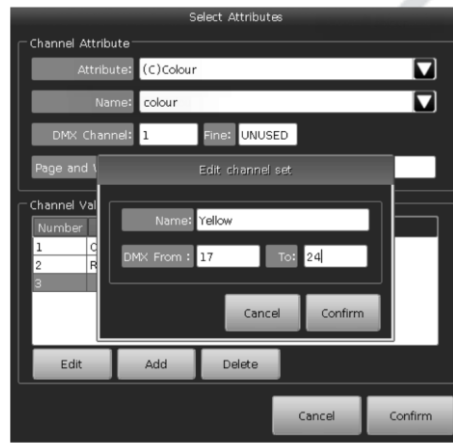 Select Attributes
Channel Attribute
Attribute: (C)Colour
Name: colour
DMX Channel: 1 Fine: UNUSED
Page and
Edit channel set
Channel Val
Name: Yellow
Number
1
DMX From : 17 To: 24
2 R
3
Cancel Confirm
Edit Add Delete
Cancel Confirm